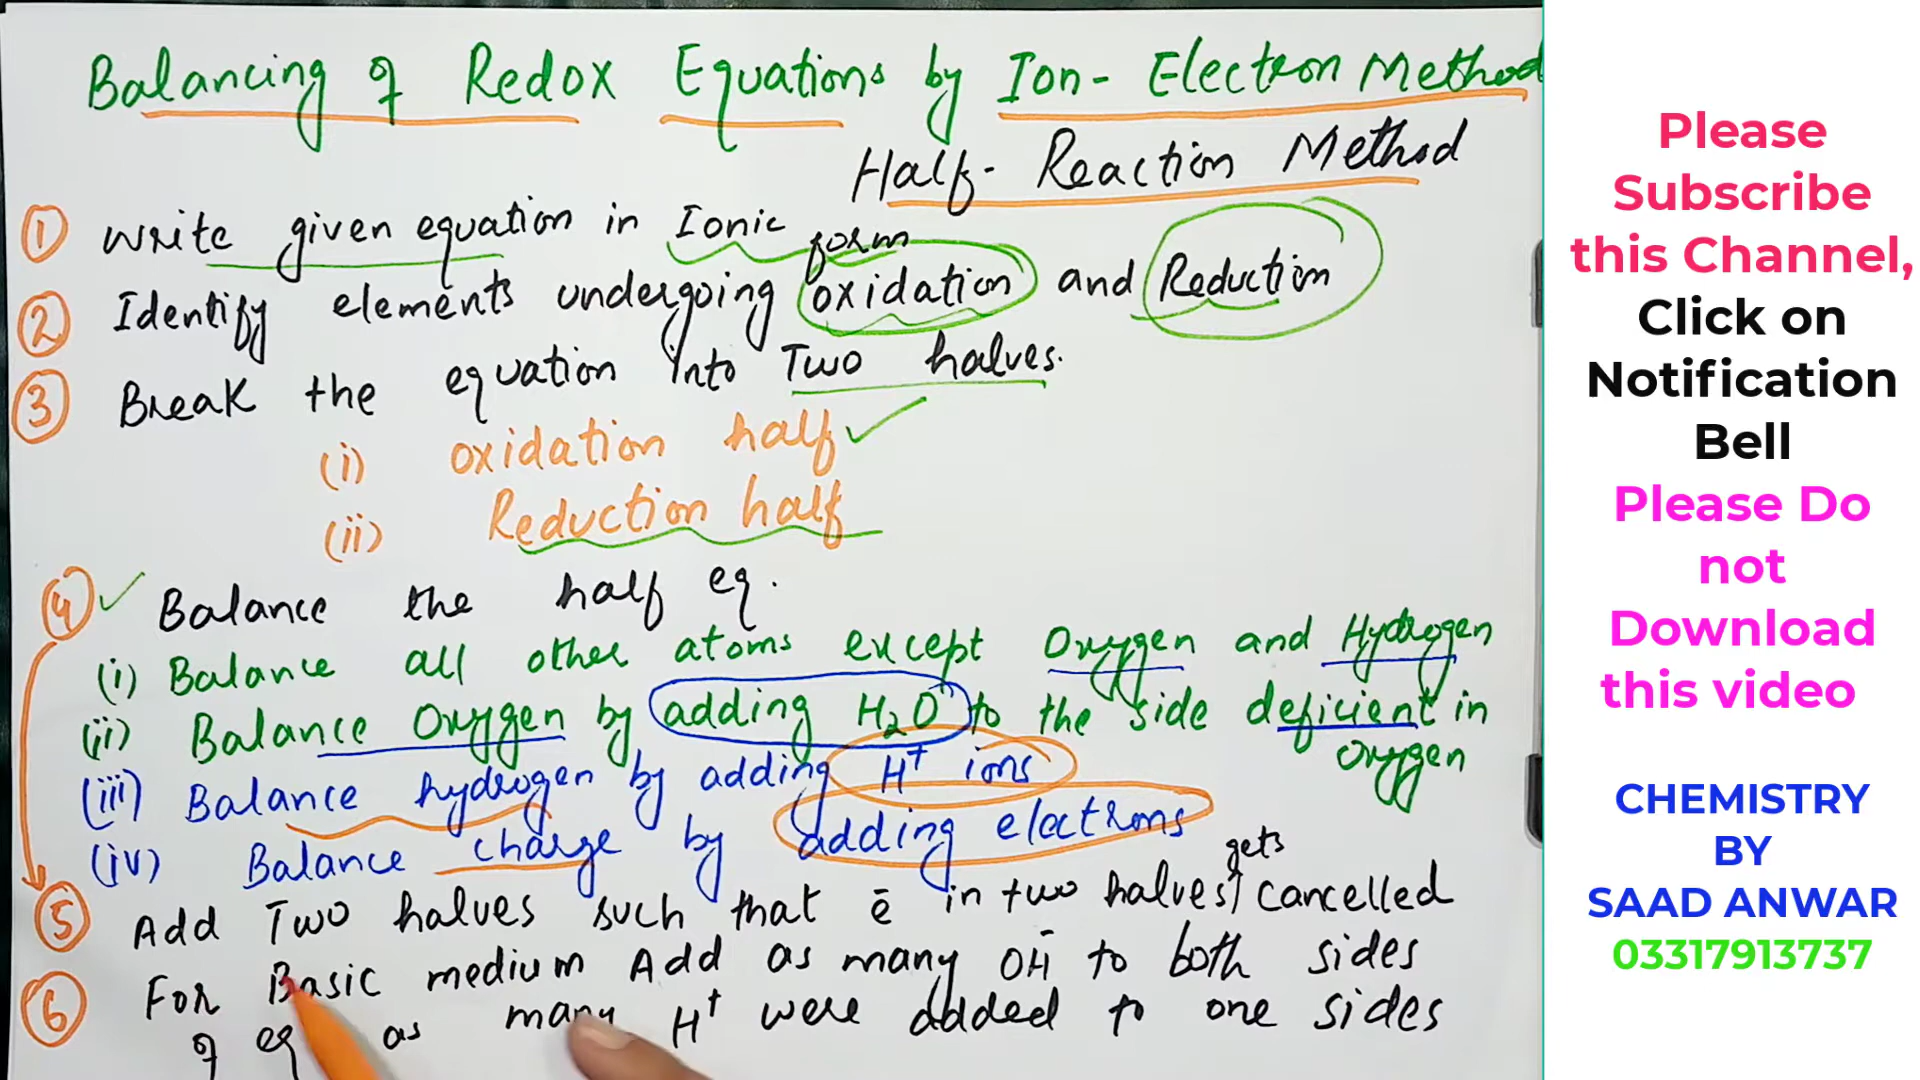 Balancing of Redox Equations by Ion-Electron Method
Half-Reaction Method
① Write given equation in Ionic form
② Identify elements undergoing oxidation and Reduction
③ Break the equation into Two halves.
(i) oxidation half ✓
(ii) Reduction half
④ ✓ Balance the half eq.
(i) Balance all other atoms except Oxygen and Hydrogen
(ii) Balance Oxygen by adding H₂O to the side deficient in oxygen
(iii) Balance hydrogen by adding H⁺ ions
(iv) Balance charge by adding electrons
⑤ Add Two halves such that ē in two halves gets cancelled
⑥ For Basic medium Add as many OH⁻ to both sides
of eq as many H⁺ were added to one sides
Please
Subscribe
this Channel,
Click on
Notification
Bell
Please Do
not
Download
this video
CHEMISTRY
BY
SAAD ANWAR
03317913737